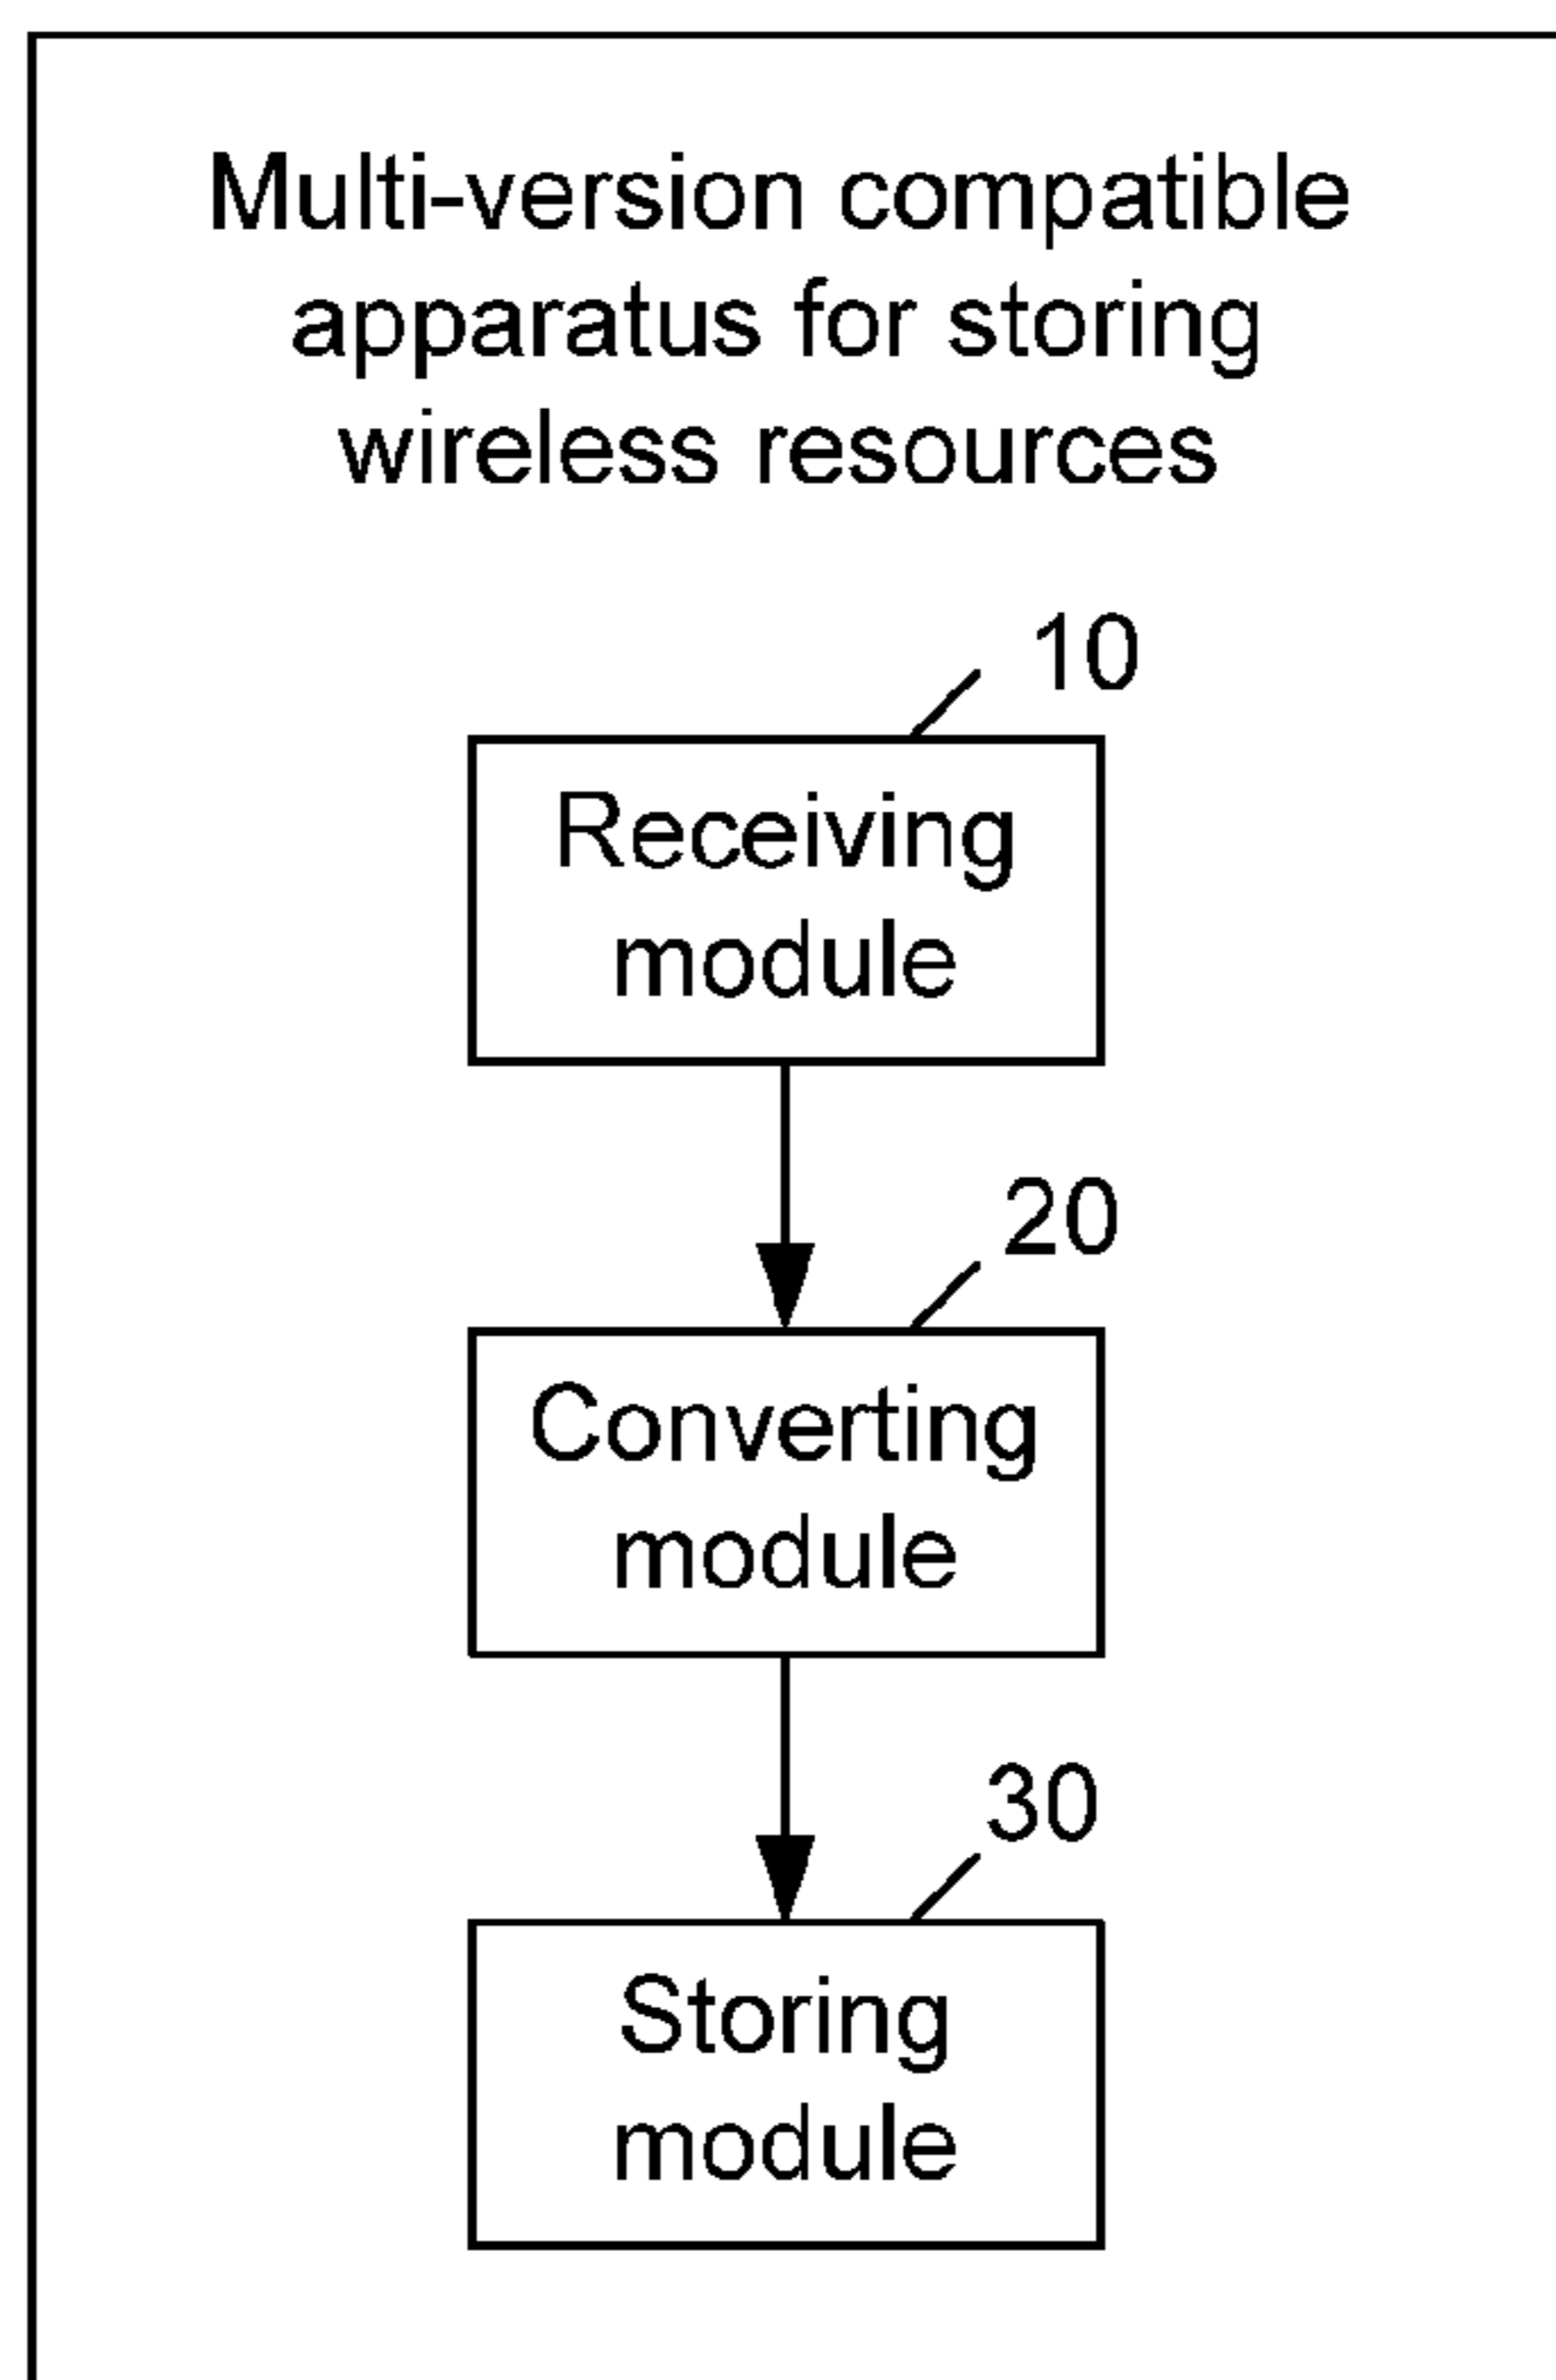 Multi-version compatible
apparatus for storing
wireless resources
10
Receiving
module
20
Converting
module
30
Storing
module